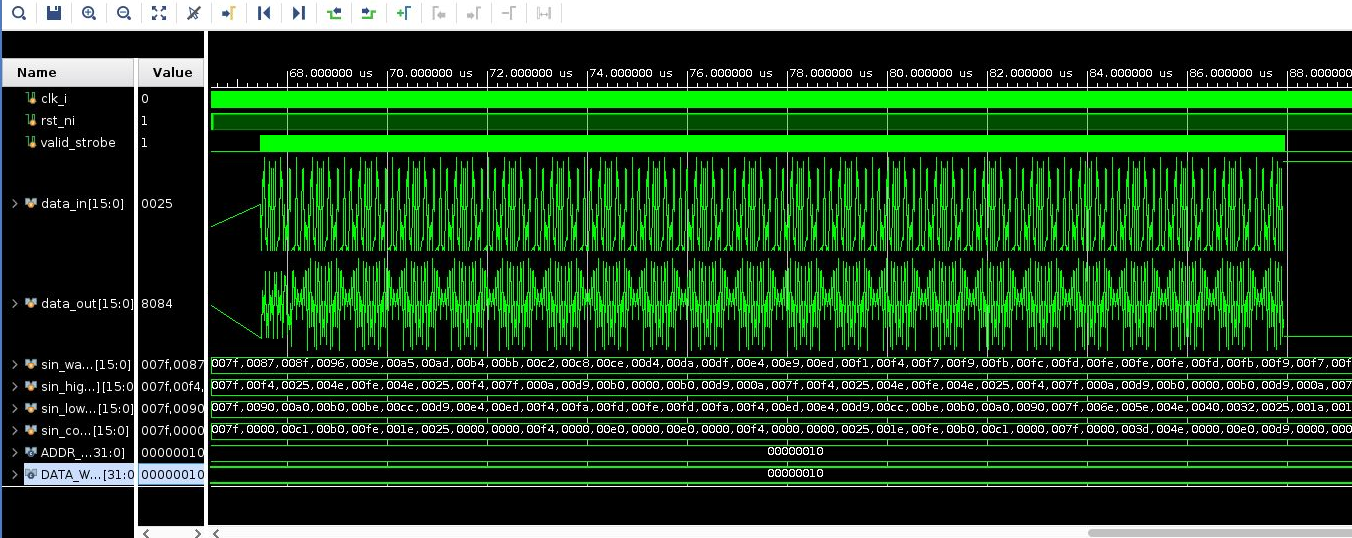 Name Value
68.000000 us 70.000000 us 72.000000 us 74.000000 us 76.000000 us 78.000000 us 80.000000 us 82.000000 us 84.000000 us 86.000000 us 88.000000
clk_i 0
rst_ni 1
valid_strobe 1
data_in[15:0] 0025
data_out[15:0] 8084
sin_wa...[15:0] 007f,0087 007f,0087,008f,0096,009e,00a5,00ad,00b4,00bb,00c2,00c8,00ce,00d4,00da,00df,00e4,00e9,00ed,00f1,00f4,00f7,00f9,00fb,00fc,00fd,00fe,00fe,00fe,00fd,00fc,00fb,00f9,00f7,00f
sin_hig...)[15:0 007f,00f4, 007f,00f4,0025,004e,00fe,004e,0025,00f4,007f,000a,00d9,00b0,0000,00b0,00d9,000a,007f,00f4,0025,004e,00fe,004e,0025,00f4,007f,000a,00d9,00b0,0000,00b0,00d9,000a,007
sin_low...[15:0] 007f,0090 007f,0090,00a0,00b0,00be,00cc,00d9,00e4,00ed,00f4,00fa,00fd,00fe,00fd,00fa,00f4,00ed,00e4,00d9,00cc,00be,00b0,00a0,0090,007f,006e,005e,004e,0040,0032,0025,001a,001
sin_co...[15:0] 007f,0000 007f,0000,00c1,00b0,00fe,001e,0025,0000,0000,00f4,0000,00e0,0000,00e0,0000,00f4,0000,0000,0025,001e,00fe,00b0,00c1,0000,007f,0000,003d,004e,0000,00e0,00d9,0000,000
ADDR_...31:0] 00000010 00000010
DATA_W...[31:0 00000010 00000010